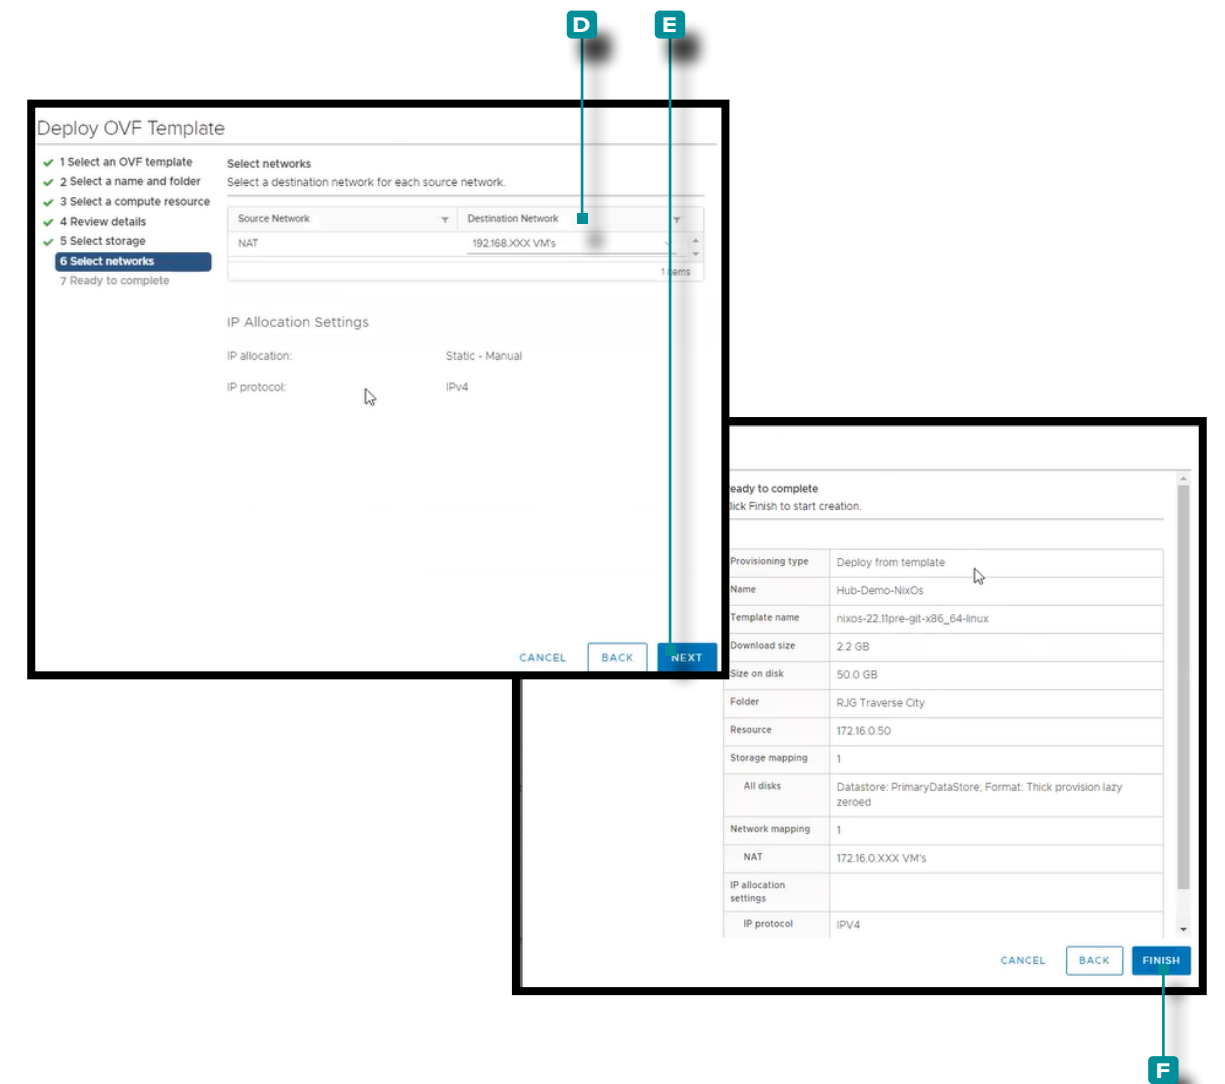 D
E
Deploy OVF Template
1 Select an OVF template
2 Select a name and folder
3 Select a compute resource
4 Review details
5 Select storage
6 Select networks
7 Ready to complete
Select networks
Select a destination network for each source network.
Source Network Destination Network
NAT 192.168.XXX VM's
1 items
IP Allocation Settings
IP allocation: Static - Manual
IP protocol: IPv4
CANCEL BACK NEXT
eady to complete
lick Finish to start creation.
Provisioning type Deploy from template
Name Hub-Demo-NixOs
Template name nixos-22.11pre-git-x86_64-linux
Download size 2.2 GB
Size on disk 50.0 GB
Folder RJG Traverse City
Resource 172.16.0.50
Storage mapping 1
All disks Datastore: PrimaryDataStore; Format: Thick provision lazy
zeroed
Network mapping 1
NAT 172.16.0.XXX VM's
IP allocation
settings
IP protocol IPV4
CANCEL BACK FINISH
F